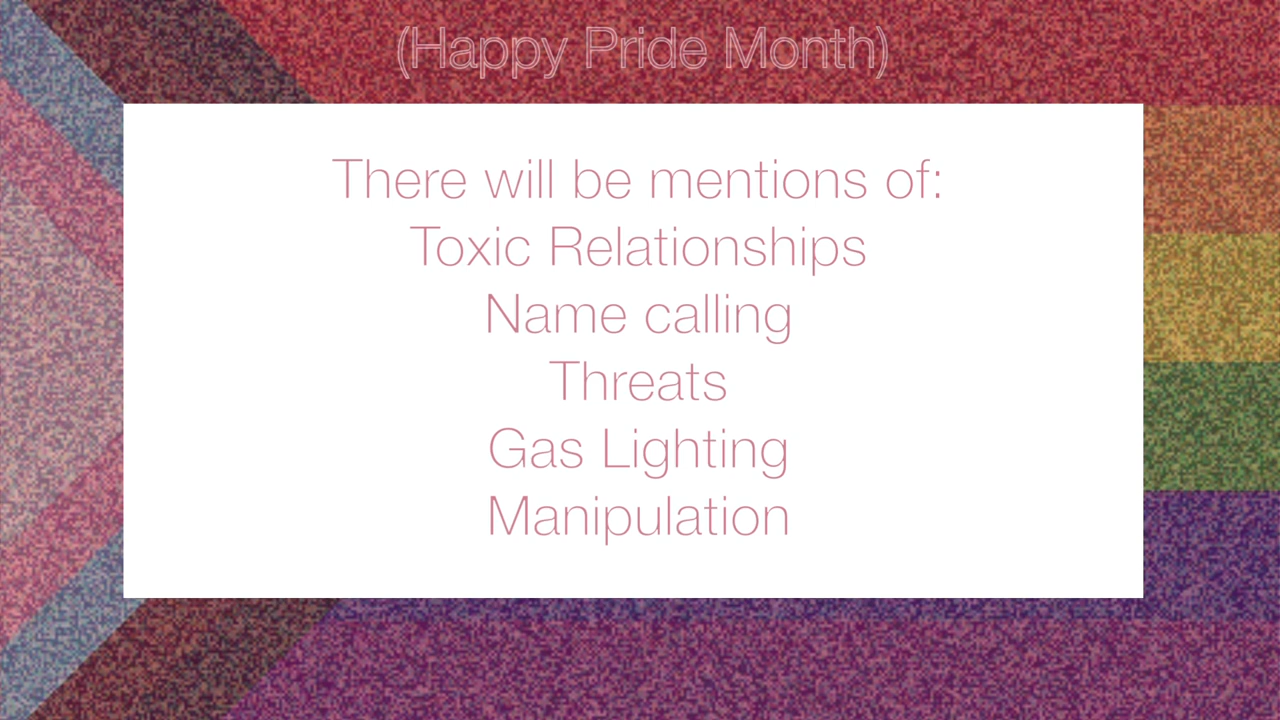 (Happy Pride Month)
There will be mentions of:
Toxic Relationships
Name calling
Threats
Gas Lighting
Manipulation